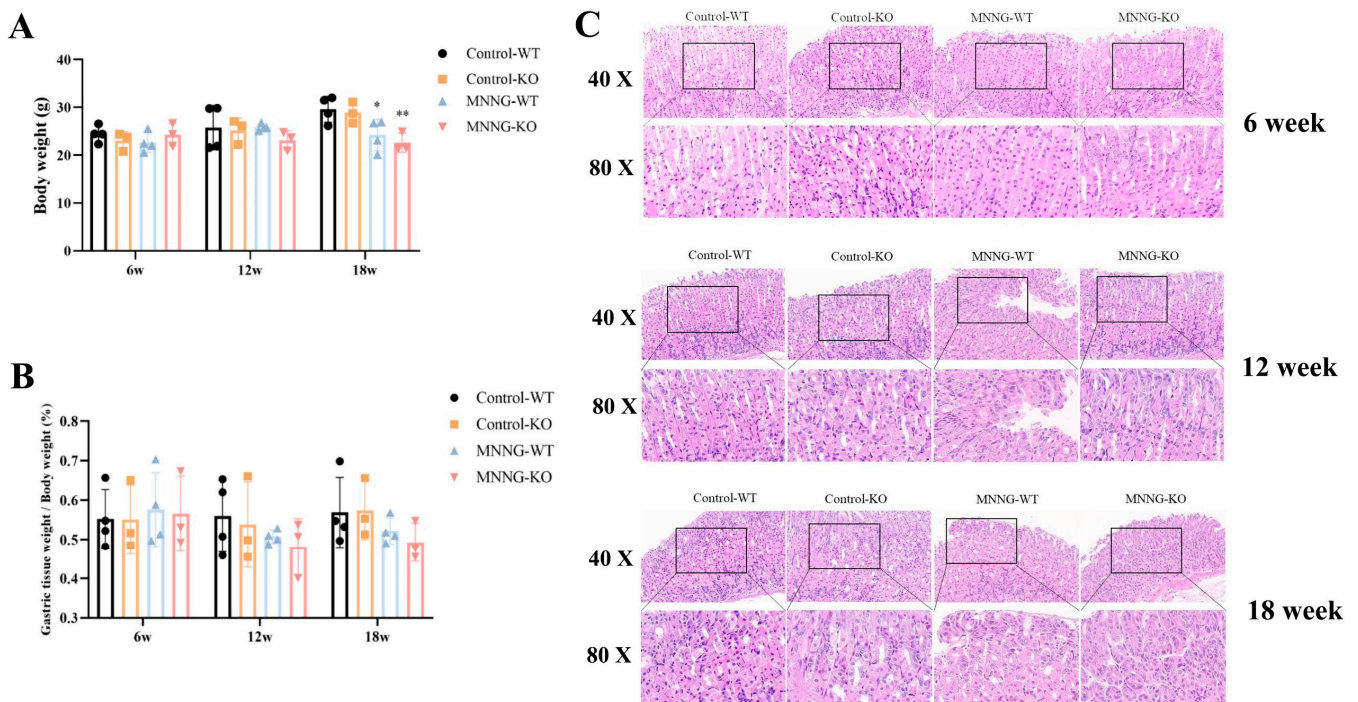 A
Control-WT
Control-KO
MNNG-WT
MNNG-KO
Body weight (g)
40
30
20
10
0
*
**
6w
12w
18w
B
Control-WT
Control-KO
MNNG-WT
MNNG-KO
Gastric tissue weight / Body weight (%)
0.8
0.7
0.6
0.5
0.4
0.3
6w
12w
18w
C
Control-WT
Control-KO
MNNG-WT
MNNG-KO
40 X
80 X
6 week
Control-WT
Control-KO
MNNG-WT
MNNG-KO
40 X
80 X
12 week
Control-WT
Control-KO
MNNG-WT
MNNG-KO
40 X
80 X
18 week